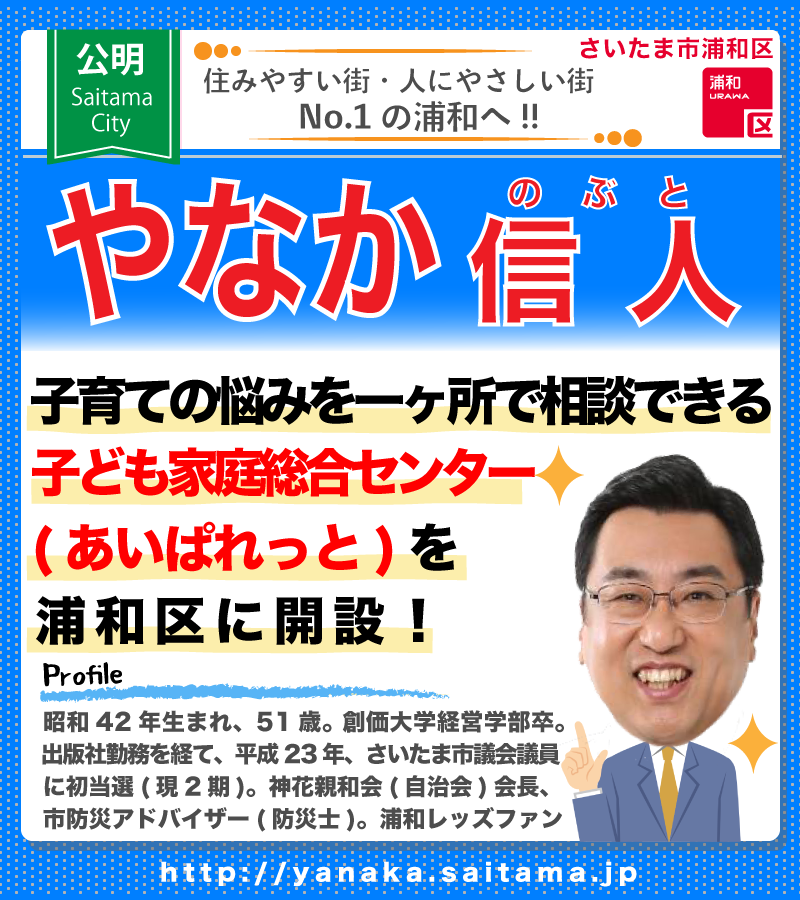 公明
Saitama
City
住みやすい街・人にやさしい街
No.1 の浦和へ !!
さいたま市浦和区
浦和
URAWA
区
のぶと
やなか 信人
子育ての悩みを一ヶ所で相談できる
子ども家庭総合センター
(あいぱれっと) を
浦和区に開設！
Profile
昭和 42 年生まれ、51 歳。創価大学経営学部卒。
出版社勤務を経て、平成 23 年、さいたま市議会議員
に初当選 ( 現 2 期 )。神花親和会 ( 自治会 ) 会長、
市防災アドバイザー ( 防災士 )。浦和レッズファン
http://yanaka.saitama.jp